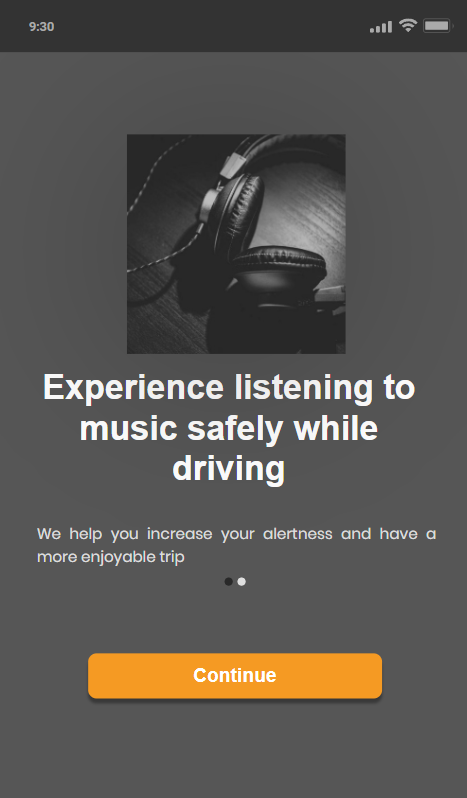 9:30
Experience listening to
music safely while
driving
We help you increase your alertness and have a
more enjoyable trip
Continue